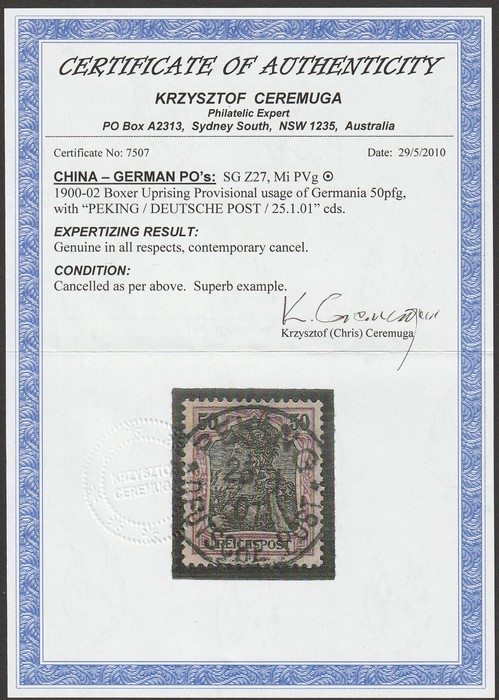 CERTIFICATE OF AUTHENTICITY
KRZYSZTOF CEREMUGA
Philatelic Expert
PO Box A2313, Sydney South, NSW 1235, Australia
Certificate No: 7507 Date: 29/5/2010
CHINA – GERMAN PO's: SG Z27, Mi PVg ⊙
1900-02 Boxer Uprising Provisional usage of Germania 50pfg,
with “PEKING / DEUTSCHE POST / 25.1.01” cds.
EXPERTIZING RESULT:
Genuine in all respects, contemporary cancel.
CONDITION:
Cancelled as per above. Superb example.
K. Ceremuga
Krzysztof (Chris) Ceremuga
50 50
REICHSPOST
KRZYSZTOF
CEREMUGA